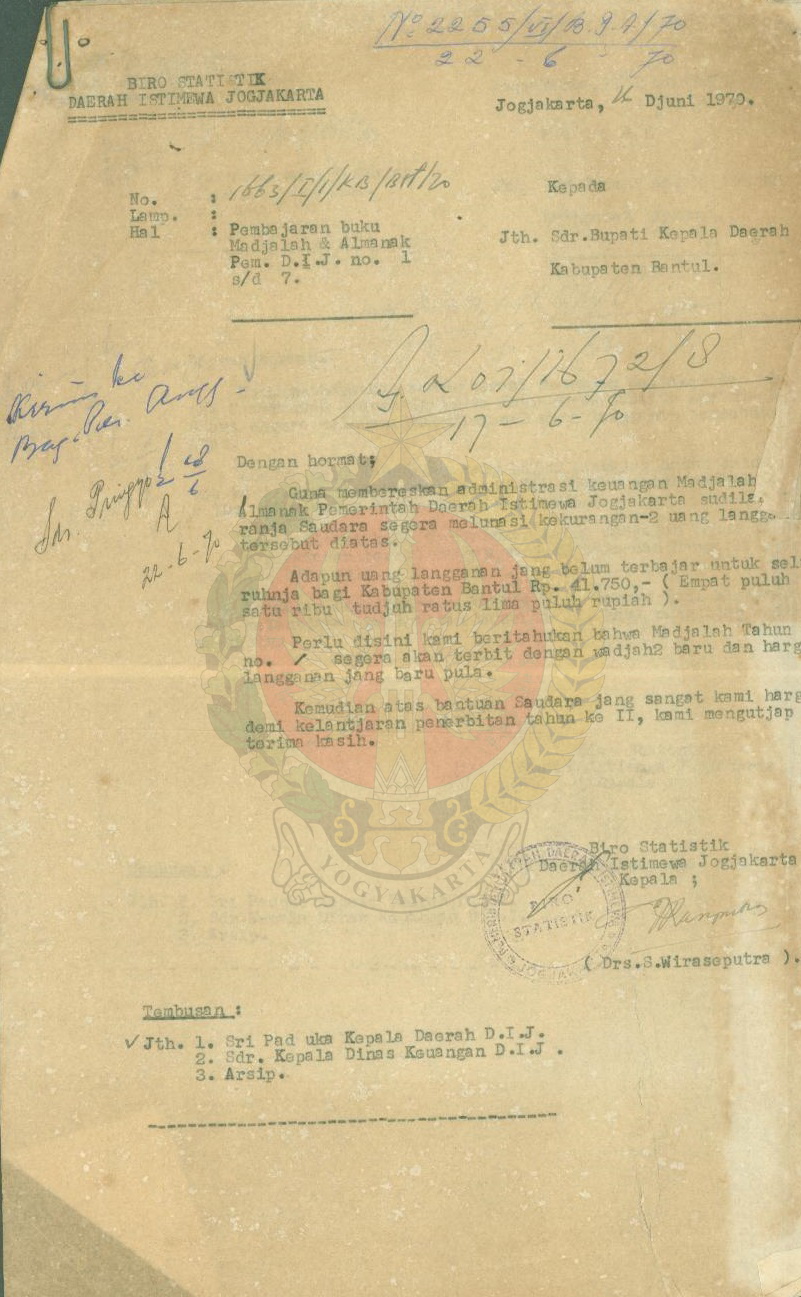 No: 2255/VI/B.9.A/70
22-6-70
BIRO STATISTIK
DAERAH ISTIMEWA JOGJAKARTA
Jogjakarta, Djuni 1970.
No. : 1663/I/1/KB/BST/70
Lamp. :
Hal : Pembajaran buku
Madjalah & Almanak
Pem. D.I.J. no. 1
s/d 7.
Kepada
Jth. Sdr.Bupati Kepala Daerah
Kabupaten Bantul.
17-6-70
Kirim ke
Bag.
Sdr.
22-6-70
Dengan hormat;
Guna membereskan administrasi keuangan Madjalah
Almanak Pemerintah Daerah Istimewa Jogjakarta sudila.
ranja Saudara segera melunasi kekurangan-2 uang langg
tersebut diatas.
Adapun uang langganan jang belum terbajar untuk sel
ruhnja bagi Kabupaten Bantul Rp. 41.750,- ( Empat puluh
satu ribu tudjuh ratus lima puluh rupiah ).
Perlu disini kami beritahukan bahwa Madjalah Tahun
no. / segera akan terbit dengan wadjah2 baru dan harg
langganan jang baru pula.
Kemudian atas bantuan Saudara jang sangat kami harg
demi kelantjaran penerbitan tahun ke II, kami mengutjap
terima kasih.
YOGYAKARTA
Biro Statistik
Daerah Istimewa Jogjakarta
Kepala ;
BIRO
STATISTIK
( Drs.S.Wiraseputra ).
Tembusan :
Jth. 1. Sri Pad uka Kepala Daerah D.I.J.
2. Sdr. Kepala Dinas Keuangan D.I.J .
3. Arsip.